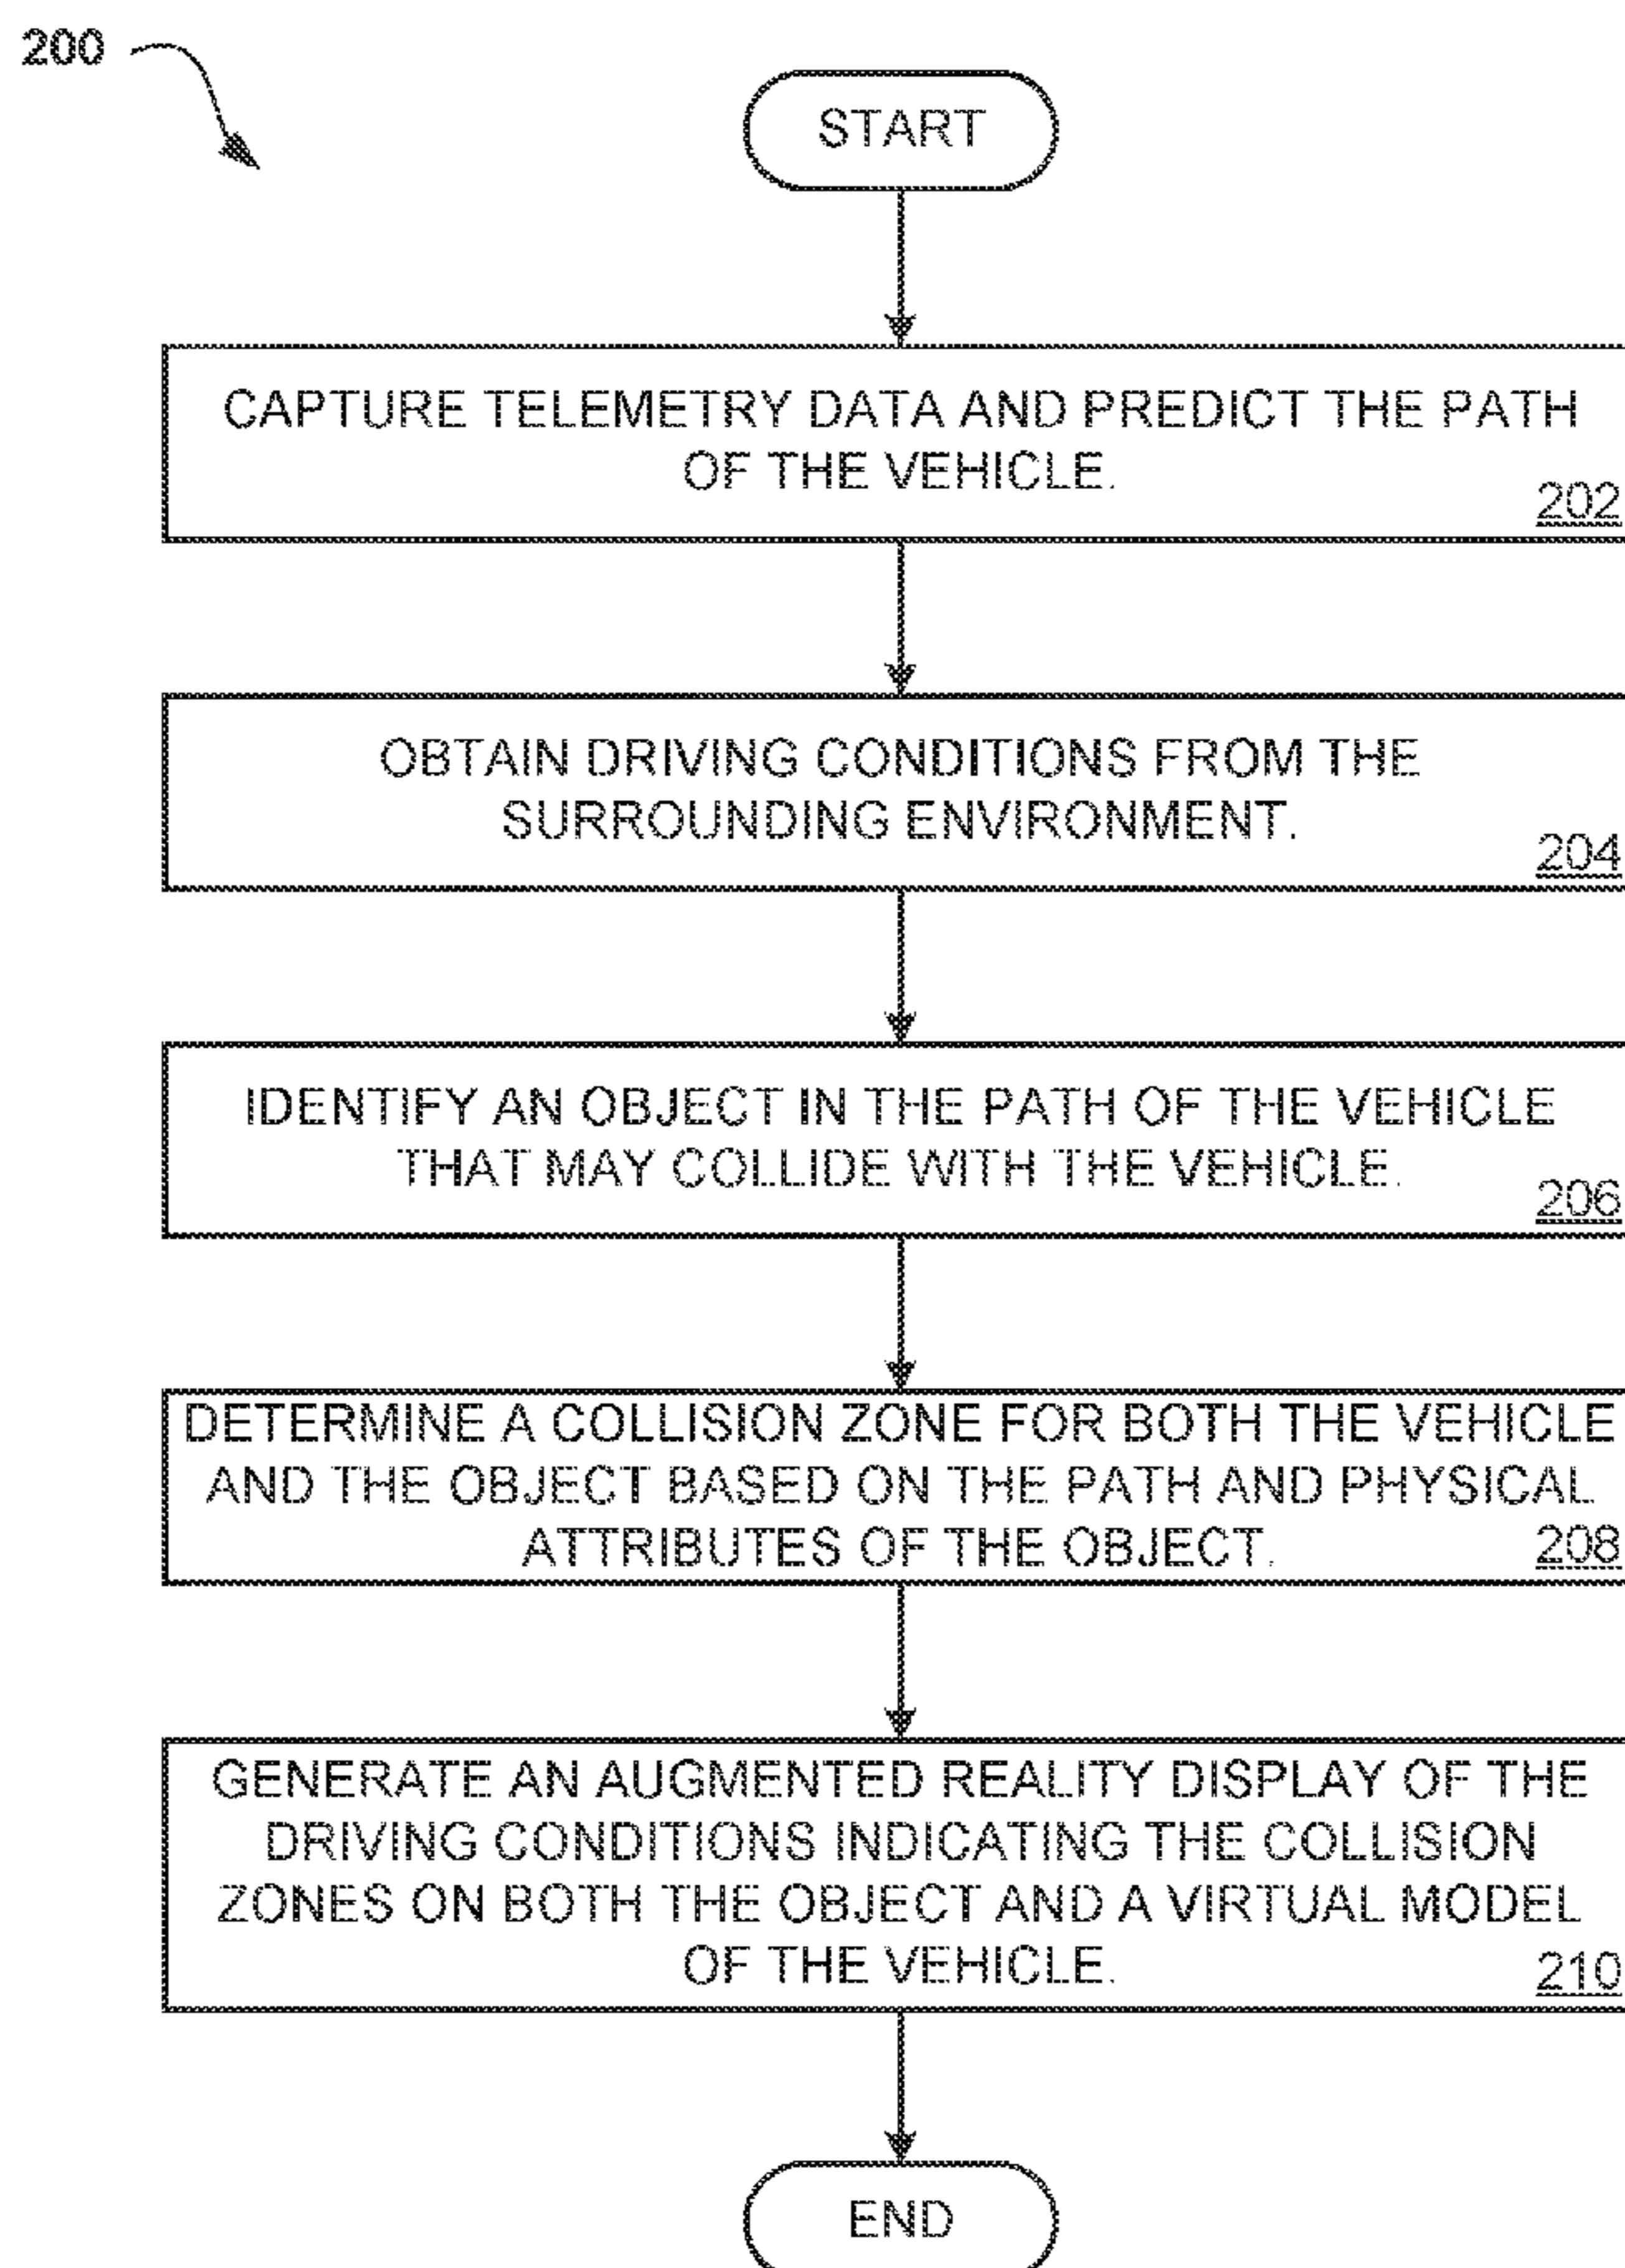 200
START
CAPTURE TELEMETRY DATA AND PREDICT THE PATH
OF THE VEHICLE.
202
OBTAIN DRIVING CONDITIONS FROM THE
SURROUNDING ENVIRONMENT.
204
IDENTIFY AN OBJECT IN THE PATH OF THE VEHICLE
THAT MAY COLLIDE WITH THE VEHICLE.
206
DETERMINE A COLLISION ZONE FOR BOTH THE VEHICLE
AND THE OBJECT BASED ON THE PATH AND PHYSICAL
ATTRIBUTES OF THE OBJECT.
208
GENERATE AN AUGMENTED REALITY DISPLAY OF THE
DRIVING CONDITIONS INDICATING THE COLLISION
ZONES ON BOTH THE OBJECT AND A VIRTUAL MODEL
OF THE VEHICLE.
210
END